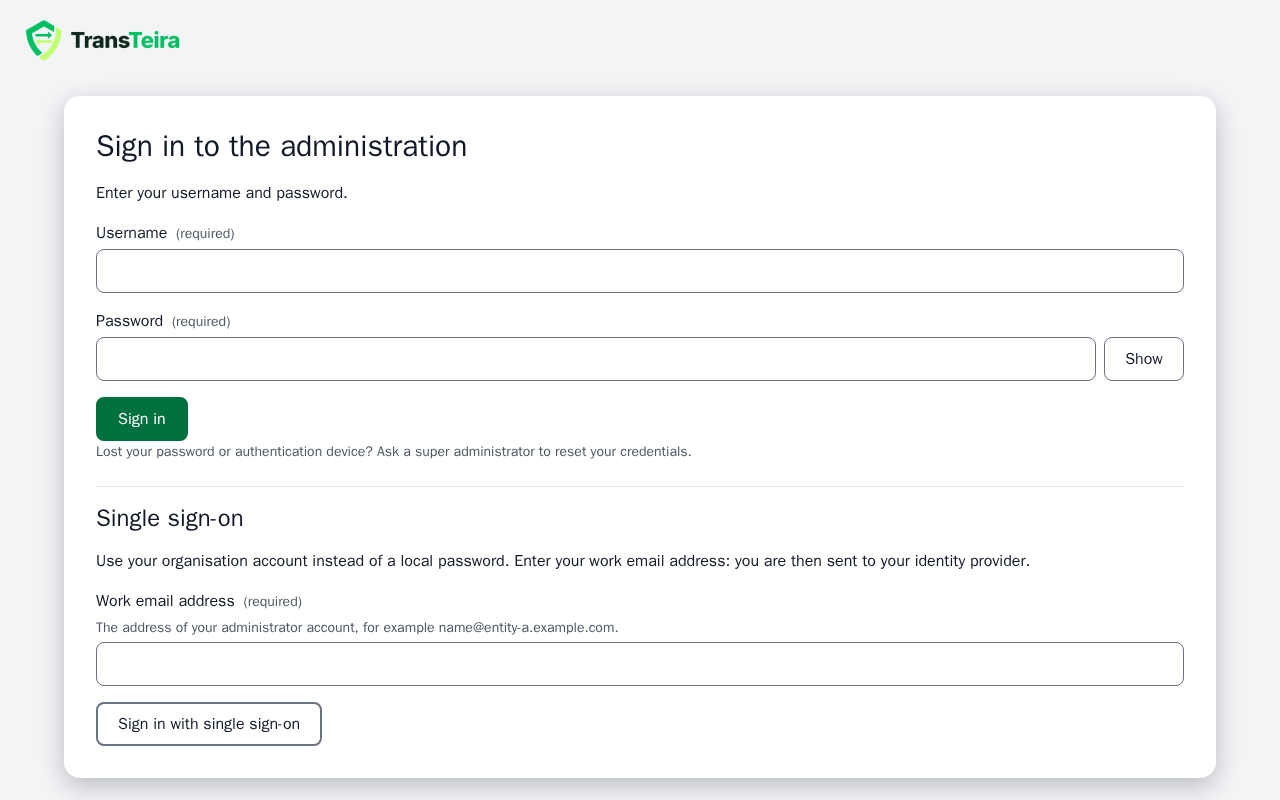 TransTeira
Sign in to the administration
Enter your username and password.
Username (required)
Password (required)
Show
Sign in
Lost your password or authentication device? Ask a super administrator to reset your credentials.
Single sign-on
Use your organisation account instead of a local password. Enter your work email address: you are then sent to your identity provider.
Work email address (required)
The address of your administrator account, for example name@entity-a.example.com.
Sign in with single sign-on